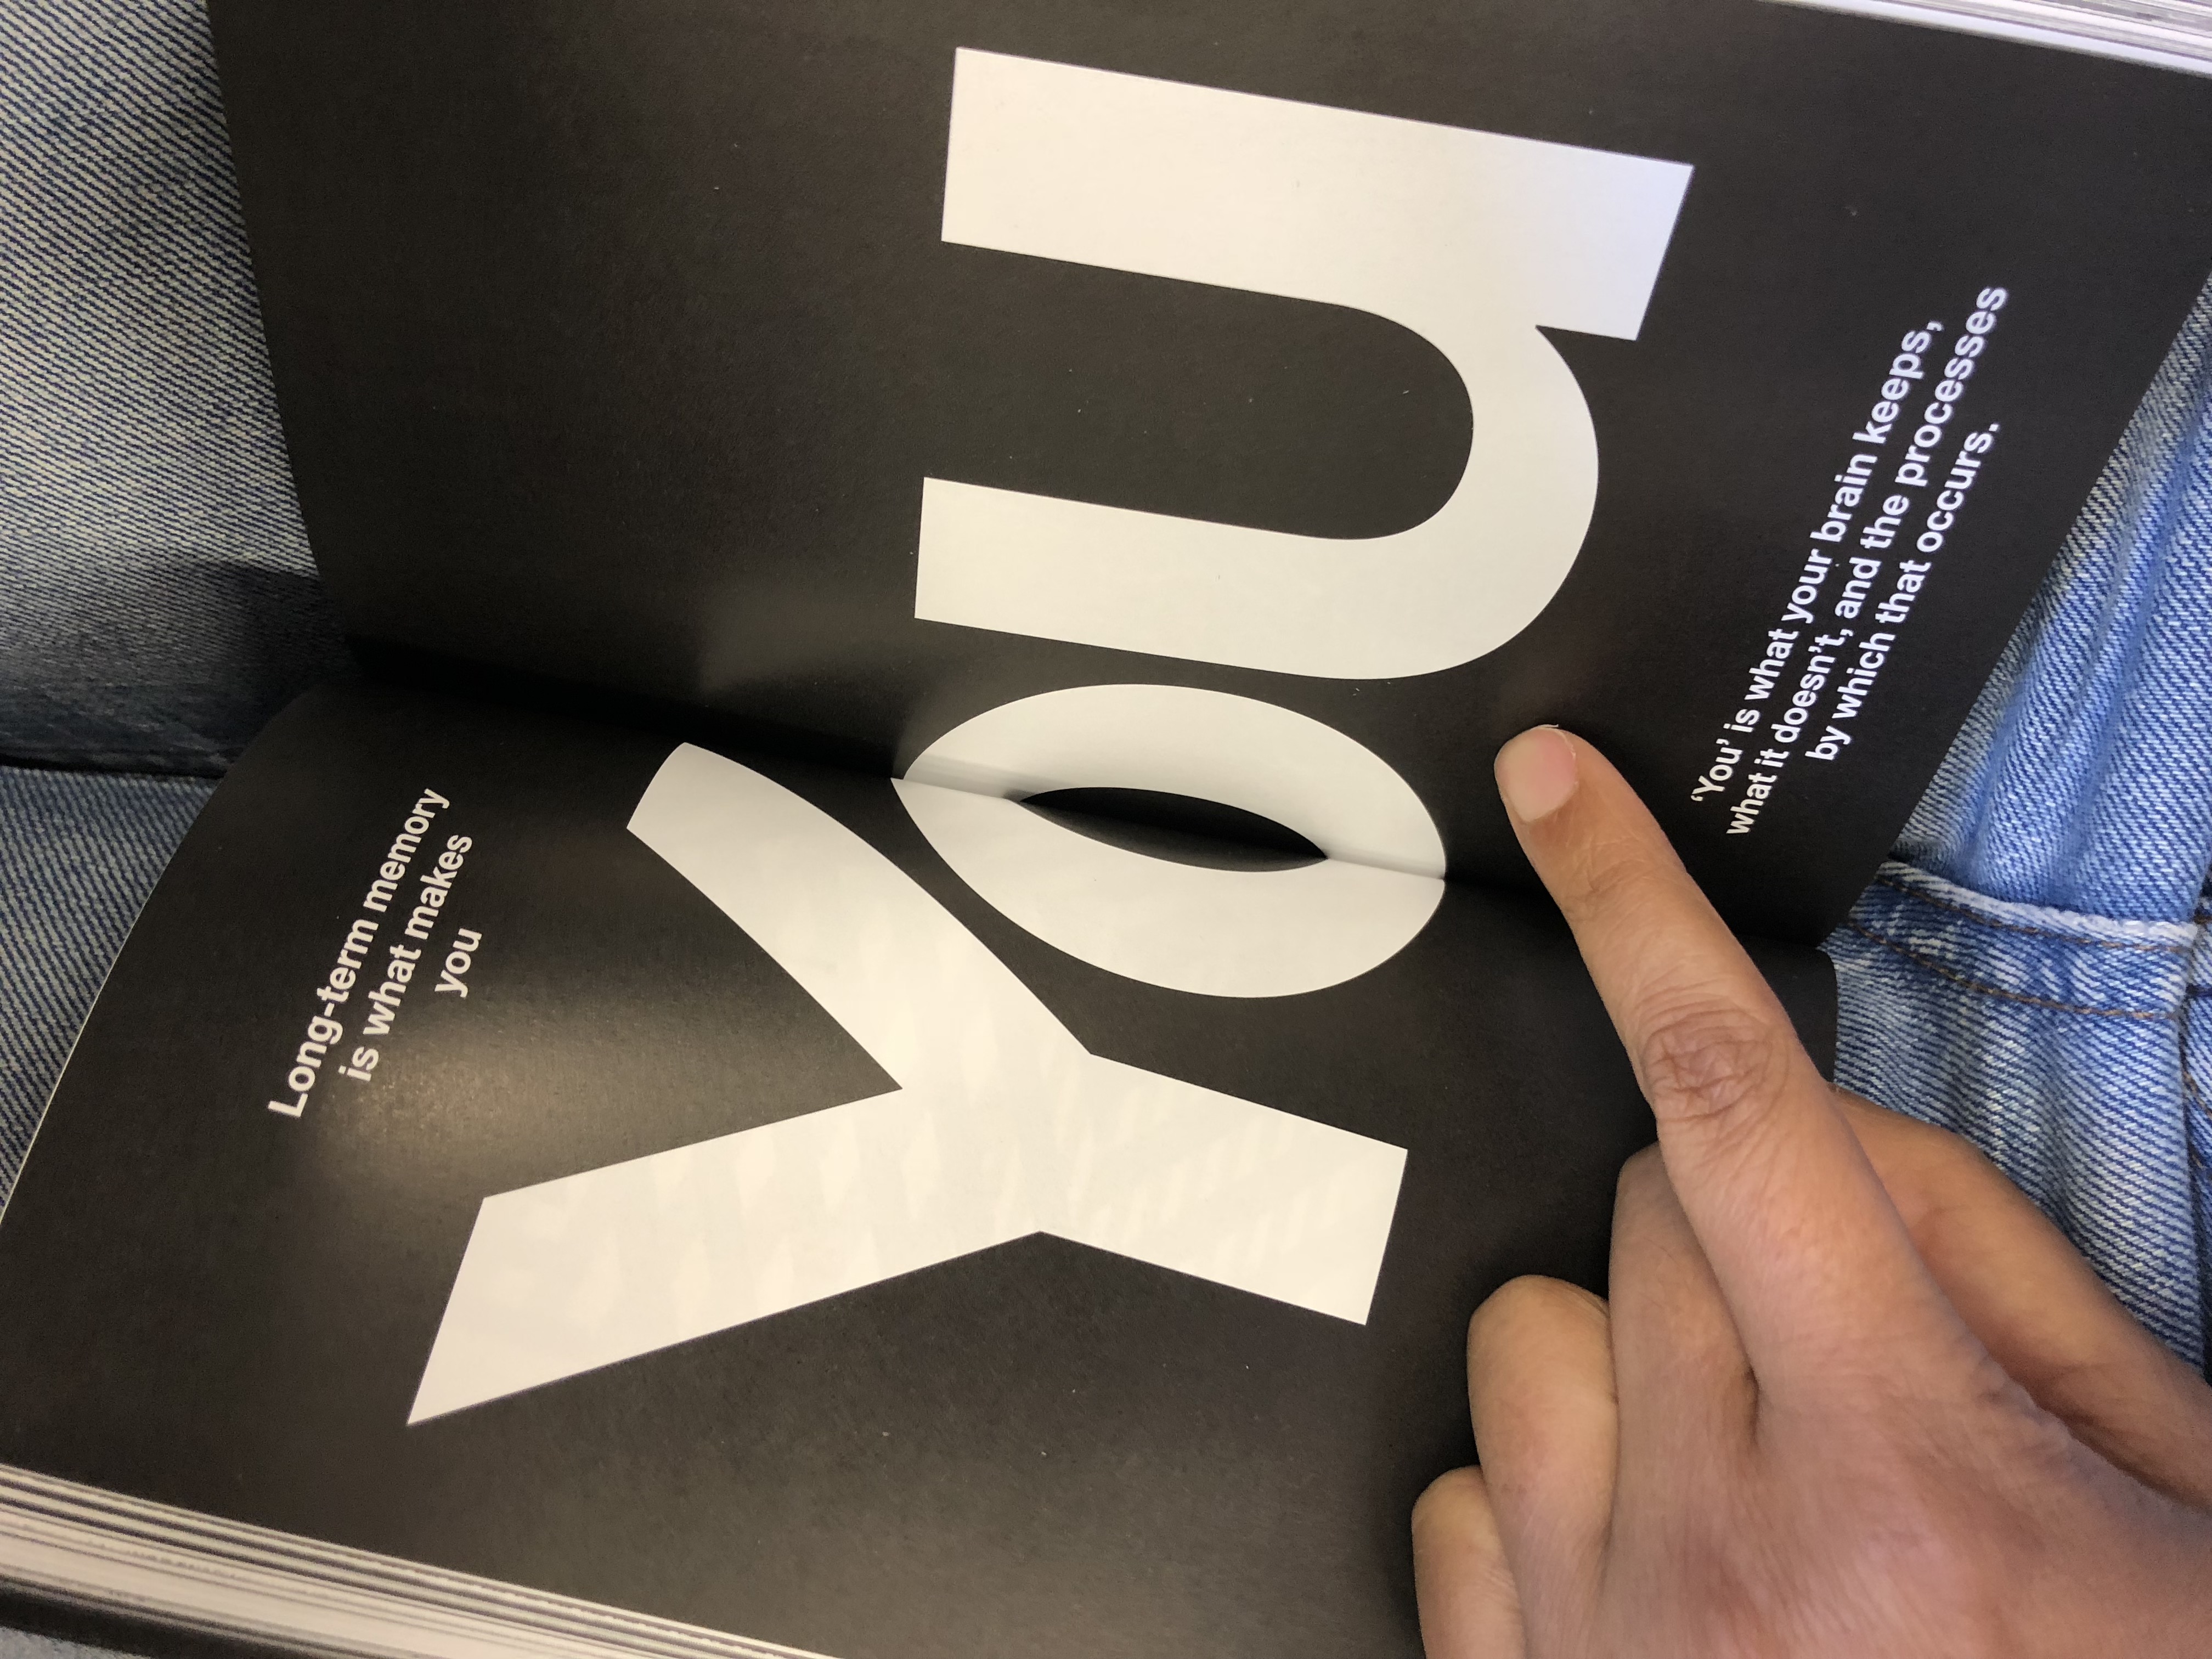 Long-term memory
is what makes
you
You
‘You’ is what your brain keeps,
what it doesn’t, and the processes
by which that occurs.